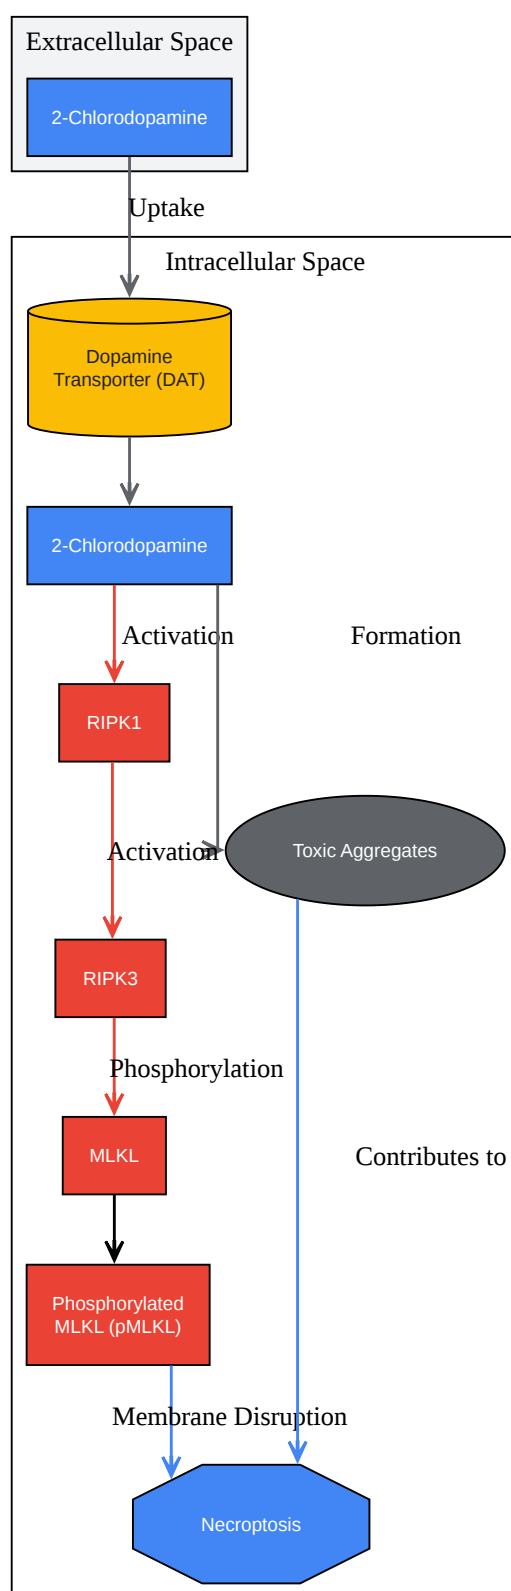 Extracellular Space
2-Chlorodopamine
Uptake
Intracellular Space
Dopamine
Transporter (DAT)
2-Chlorodopamine
Activation
Formation
RIPK1
Activation
Toxic Aggregates
RIPK3
Phosphorylation
MLKL
Contributes to
Phosphorylated
MLKL (pMLKL)
Membrane Disruption
Necroptosis